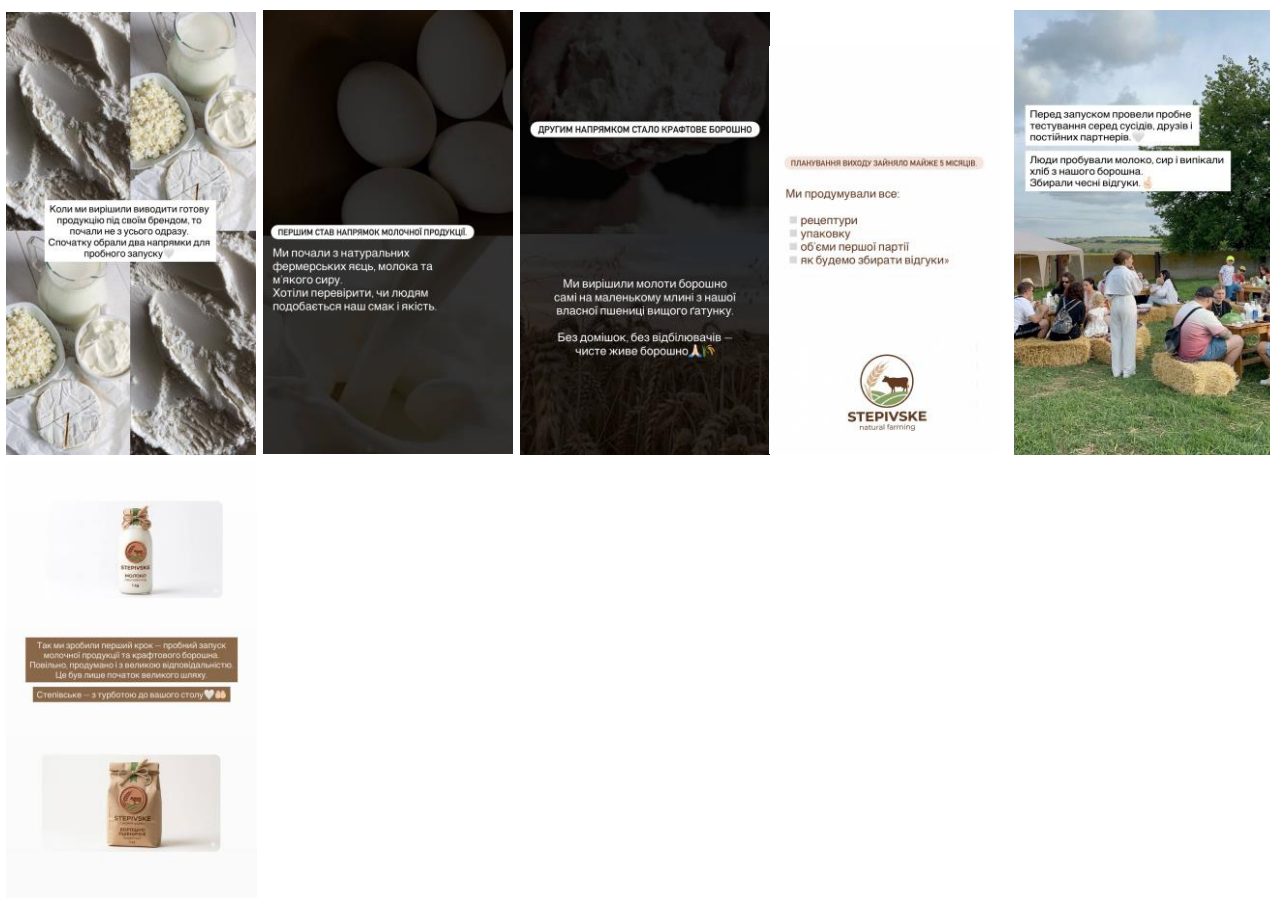 Коли ми вирішили виводити готову
продукцію під своїм брендом, то
почали не з усього одразу.
Спочатку обрали два напрямки для
пробного запуску🤍
ПЕРШИМ СТАВ НАПРЯМОК МОЛОЧНОЇ ПРОДУКЦІЇ.
Ми почали з натуральних
фермерських яєць, молока та
м'якого сиру.
Хотіли перевірити, чи людям
подобається наш смак і якість.
ДРУГИМ НАПРЯМКОМ СТАЛО КРАФТОВЕ БОРОШНО
Ми вирішили молоти борошно
самі на маленькому млині з нашої
власної пшениці вищого ґатунку.
Без домішок, без відбілювачів —
чисте живе борошно🙏🏻🌾
ПЛАНУВАННЯ ВИХОДУ ЗАЙНЯЛО МАЙЖЕ 5 МІСЯЦІВ.
Ми продумували все:
рецептури
упаковку
об'єми першої партії
як будемо збирати відгуки»
STEPIVSKE
natural farming
Перед запуском провели пробне
тестування серед сусідів, друзів і
постійних партнерів.🤍
Люди пробували молоко, сир і випікали
хліб з нашого борошна.
Збирали чесні відгуки.
STEPIVSKE
МОЛОКО
Так ми зробили перший крок — пробний запуск
молочної продукції та крафтового борошна.
Повільно, продумано і з великою відповідальністю.
Це був лише початок великого шляху.
Степівське — з турботою до вашого столу🤍🤲🏻
STEPIVSKE
БОРОШНО
ПШЕНИЧНЕ